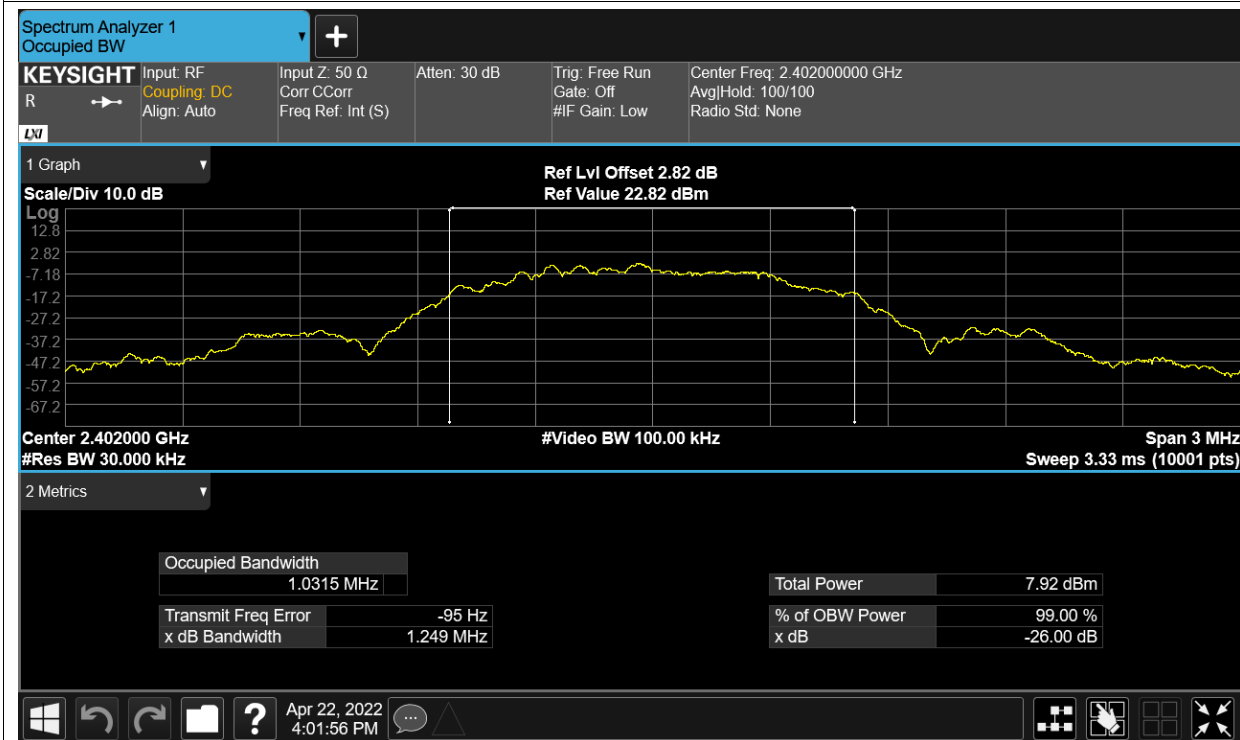 Spectrum Analyzer 1
Occupied BW
+
KEYSIGHT
R
LXI
Input: RF
Coupling: DC
Align: Auto
Input Z: 50 Ω
Corr CCorr
Freq Ref: Int (S)
Atten: 30 dB
Trig: Free Run
Gate: Off
#IF Gain: Low
Center Freq: 2.402000000 GHz
Avg|Hold: 100/100
Radio Std: None
1 Graph
Scale/Div 10.0 dB
Ref Lvl Offset 2.82 dB
Ref Value 22.82 dBm
Log
12.8
2.82
-7.18
-17.2
-27.2
-37.2
-47.2
-57.2
-67.2
Center 2.402000 GHz
#Res BW 30.000 kHz
#Video BW 100.00 kHz
Span 3 MHz
Sweep 3.33 ms (10001 pts)
2 Metrics
Occupied Bandwidth
1.0315 MHz
Transmit Freq Error -95 Hz
x dB Bandwidth 1.249 MHz
Total Power 7.92 dBm
% of OBW Power 99.00 %
x dB -26.00 dB
?
Apr 22, 2022
4:01:56 PM